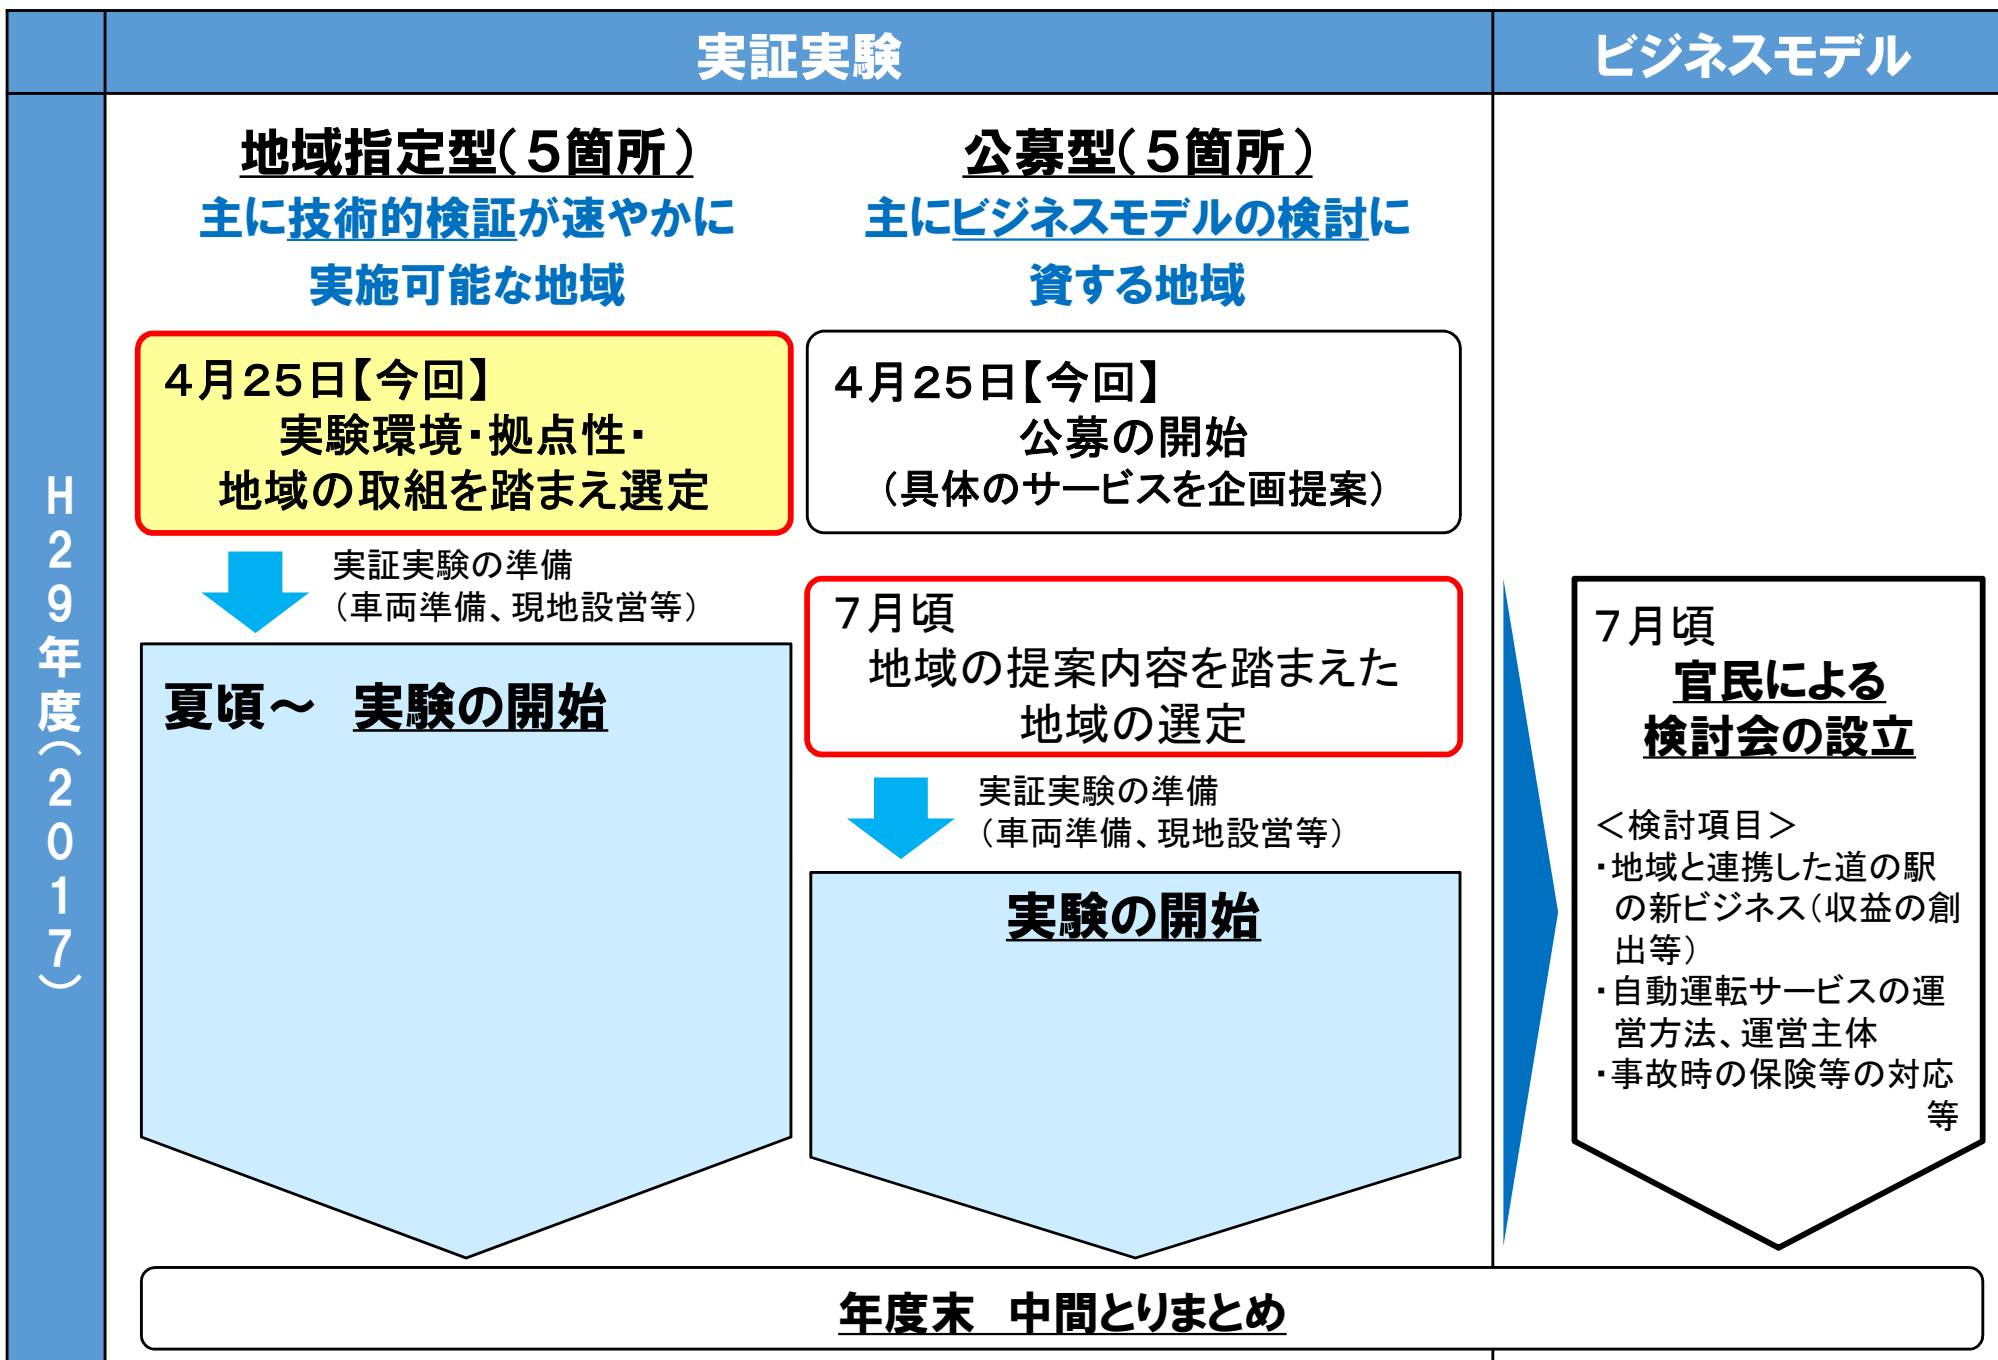 実証実験
ビジネスモデル
H29年度(2017)
地域指定型(5箇所)
主に技術的検証が速やかに
実施可能な地域
4月25日【今回】
実験環境・拠点性・
地域の取組を踏まえ選定
実証実験の準備
(車両準備、現地設営等)
夏頃～ 実験の開始
公募型(5箇所)
主にビジネスモデルの検討に
資する地域
4月25日【今回】
公募の開始
(具体のサービスを企画提案)
7月頃
地域の提案内容を踏まえた
地域の選定
実証実験の準備
(車両準備、現地設営等)
実験の開始
7月頃
官民による
検討会の設立
＜検討項目＞
・地域と連携した道の駅
の新ビジネス(収益の創
出等)
・自動運転サービスの運
営方法、運営主体
・事故時の保険等の対応
等
年度末 中間とりまとめ